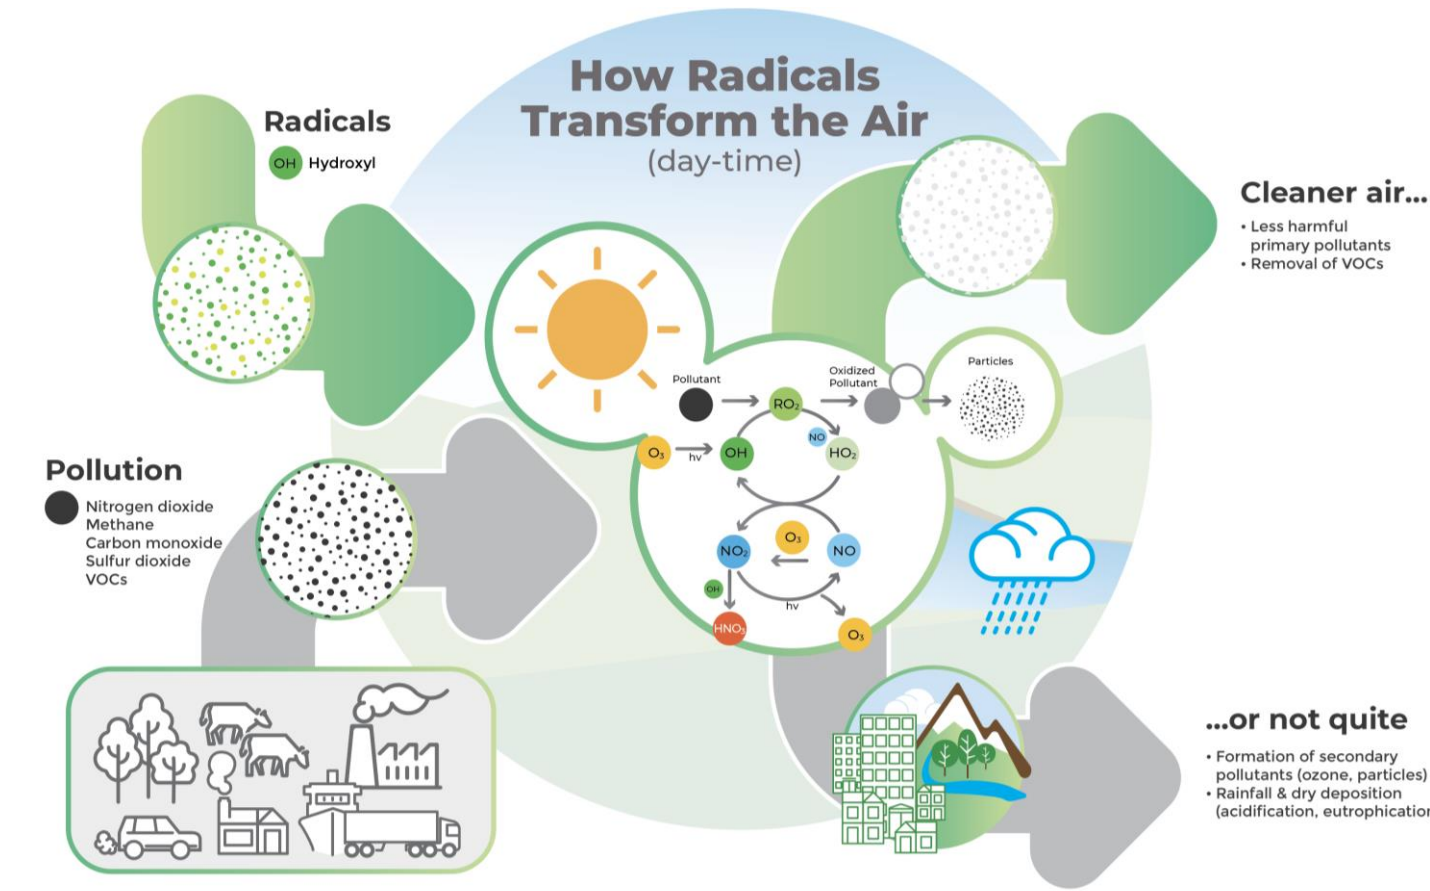 How Radicals
Transform the Air
(day-time)
Radicals
OH Hydroxyl
Pollution
Nitrogen dioxide
Methane
Carbon monoxide
Sulfur dioxide
VOCs
Pollutant
RO₂
Oxidized
Pollutant
Particles
O₃
hv
OH
NO
HO₂
NO₂
O₃
NO
OH
hv
HNO₃
O₃
Cleaner air...
• Less harmful
primary pollutants
• Removal of VOCs
...or not quite
• Formation of secondary
pollutants (ozone, particles)
• Rainfall & dry deposition
(acidification, eutrophication